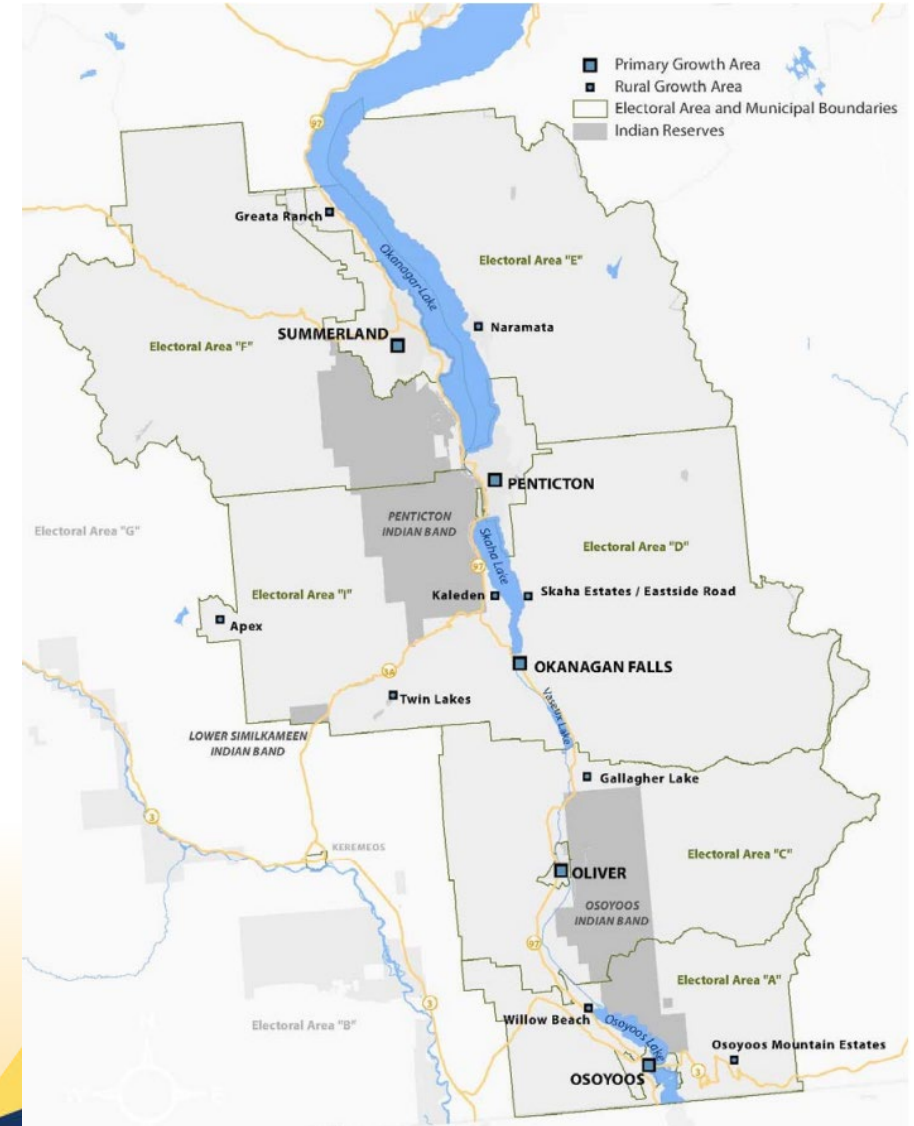 Primary Growth Area
Rural Growth Area
Electoral Area and Municipal Boundaries
Indian Reserves
97
Greata Ranch
Okanagan Lake
Electoral Area "E"
Naramata
SUMMERLAND
Electoral Area "F"
PENTICTON
PENTICTON
INDIAN BAND
Electoral Area "G"
Skaha Lake
Electoral Area "D"
97
Electoral Area "I"
Kaleden
Skaha Estates / Eastside Road
Apex
OKANAGAN FALLS
3A
Twin Lakes
Vaseux Lake
LOWER SIMILKAMEEN
INDIAN BAND
Gallagher Lake
3
KEREMEOS
Electoral Area "C"
OLIVER
OSOYOOS
INDIAN BAND
97
Electoral Area "A"
3
Willow Beach
Osoyoos Lake
Electoral Area "B"
Osoyoos Mountain Estates
OSOYOOS
3
N
W
E